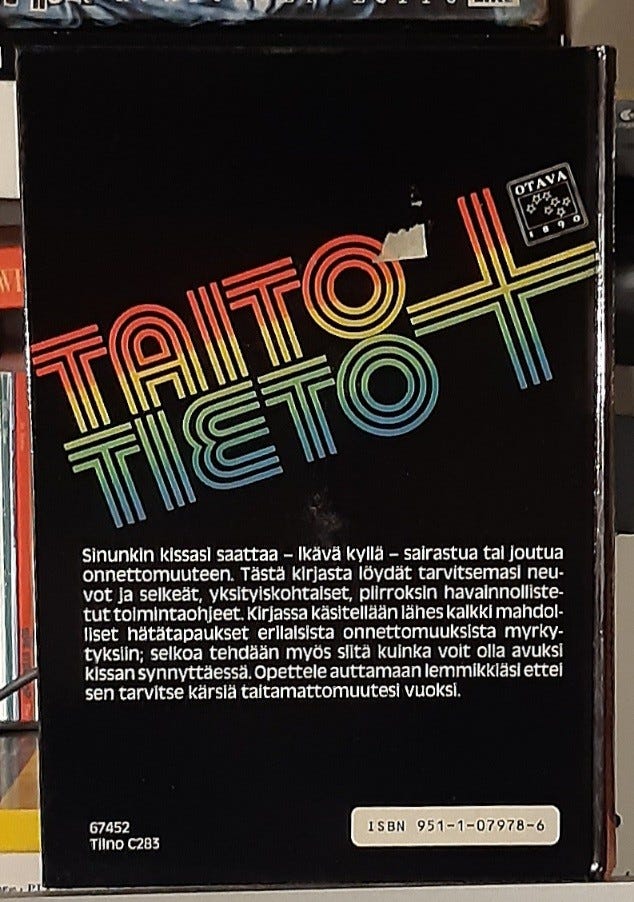 OTAVA
1890
TAITO
TIETO
+
Sinunkin kissasi saattaa – ikävä kyllä – sairastua tai joutua
onnettomuuteen. Tästä kirjasta löydät tarvitsemasi neu-
vot ja selkeät, yksityiskohtaiset, piirroksin havainnolliste-
tut toimintaohjeet. Kirjassa käsitellään lähes kaikki mahdol-
liset hätätapaukset erilaisista onnettomuuksista myrky-
tyksiin; selkoa tehdään myös siitä kuinka voit olla avuksi
kissan synnyttäessä. Opettele auttamaan lemmikkiäsi ettei
sen tarvitse kärsiä taitamattomuutesi vuoksi.
67452
Tilno C283
ISBN 951-1-07978-6